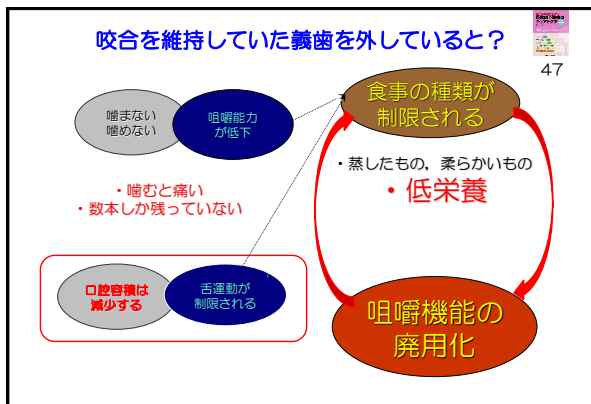 咬合を維持していた義歯を外していると？
47
噛まない
噛めない
咀嚼能力
が低下
食事の種類が
制限される
・蒸したもの，柔らかいもの
・低栄養
・噛むと痛い
・数本しか残っていない
口腔容積は
減少する
舌運動が
制限される
咀嚼機能の
廃用化